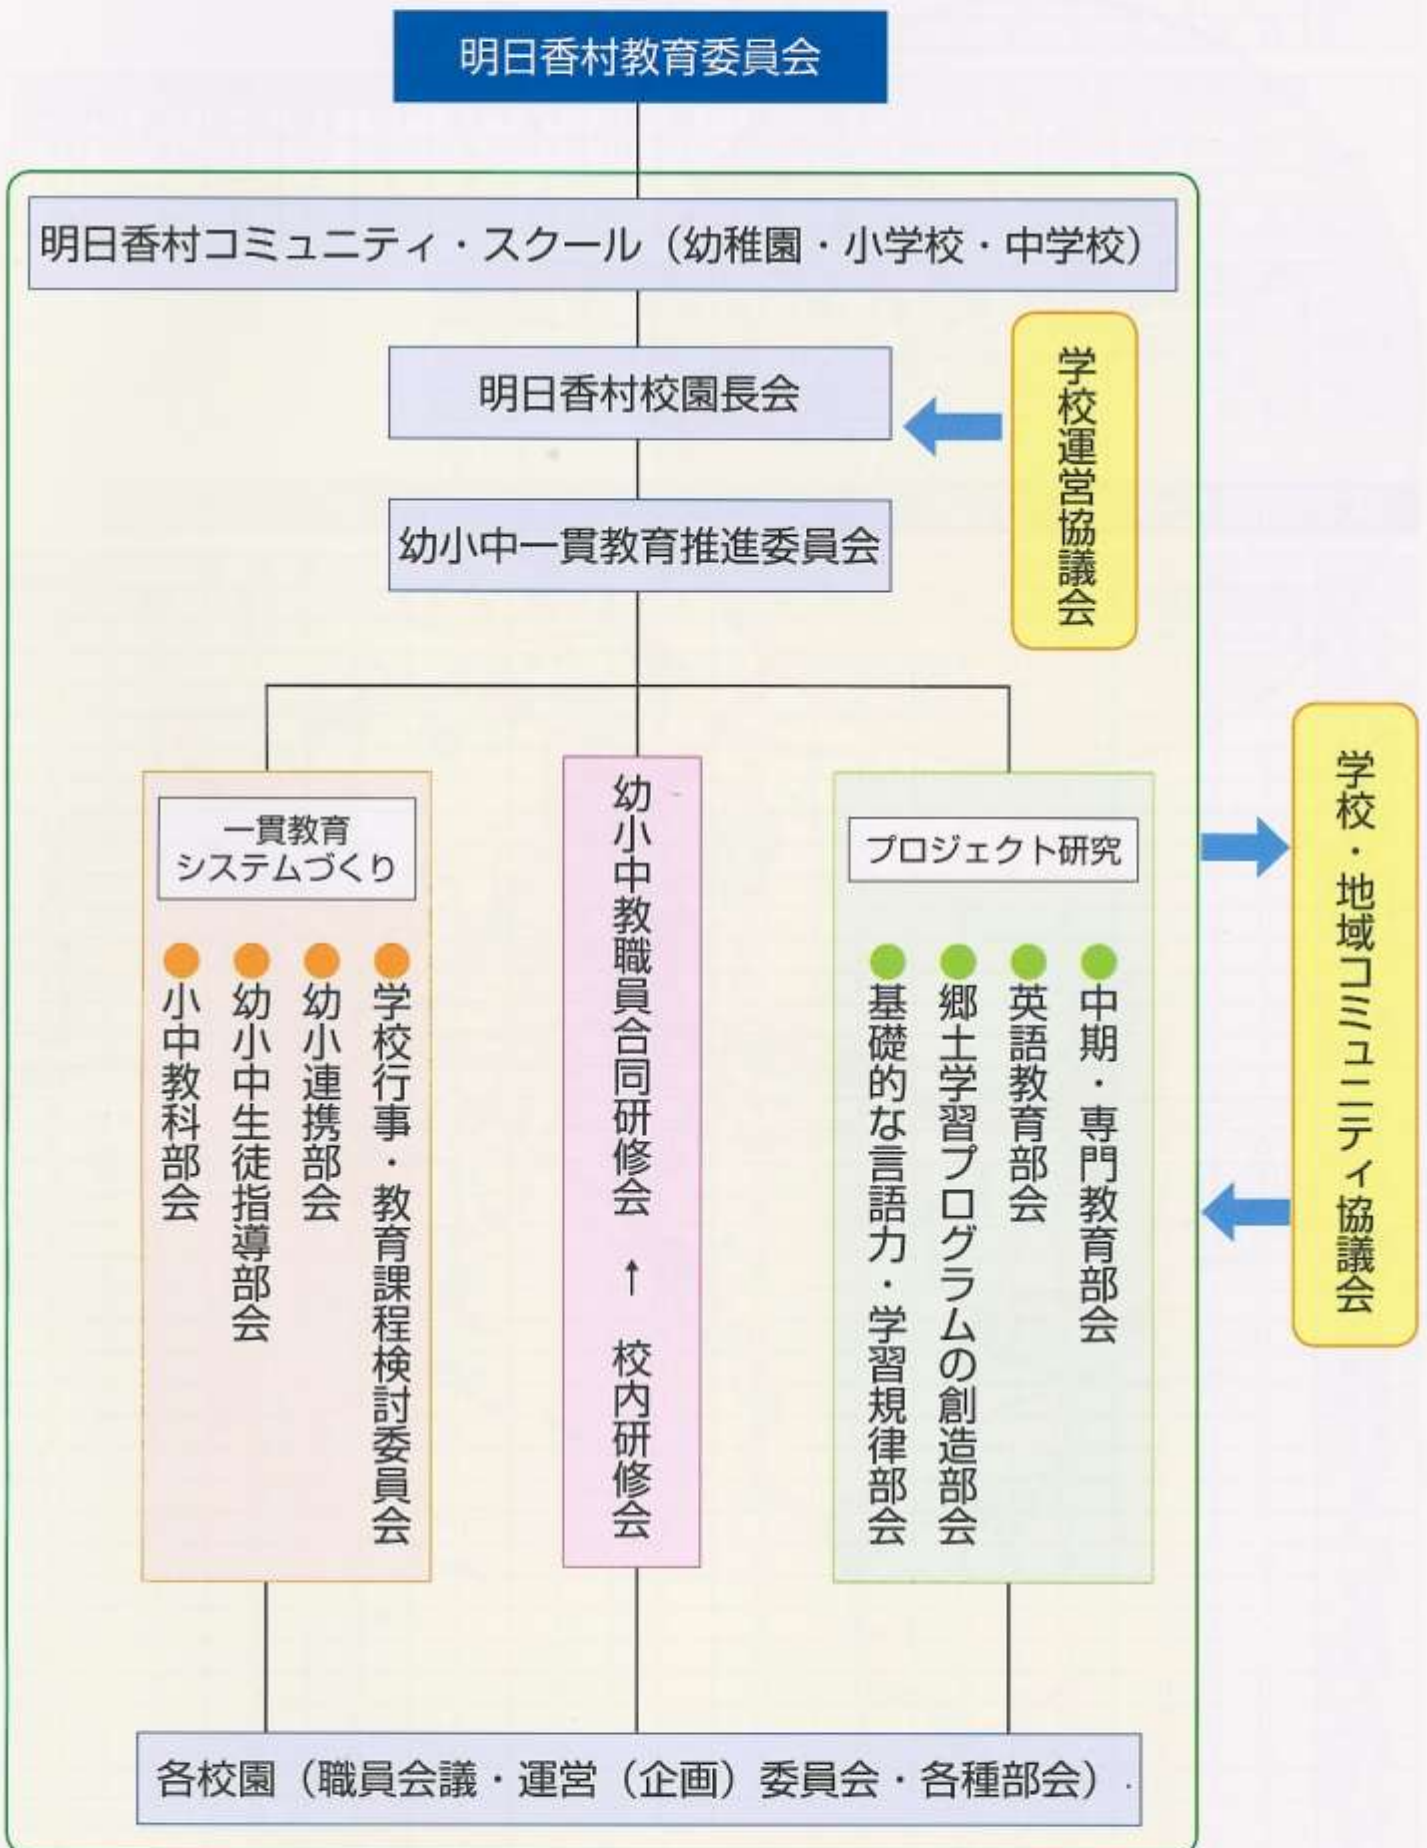 明日香村教育委員会
明日香村コミュニティ・スクール（幼稚園・小学校・中学校）
明日香村校園長会
学校運営協議会
幼小中一貫教育推進委員会
学校・地域コミュニティ協議会
プロジェクト研究
中期・専門教育部会
英語教育部会
郷土学習プログラムの創造部会
基礎的な言語力・学習規律部会
幼小中教職員合同研修会 ↑ 校内研修会
一貫教育
システムづくり
学校行事・教育課程検討委員会
幼小連携部会
幼小中生徒指導部会
小中教科部会
各校園（職員会議・運営（企画）委員会・各種部会）